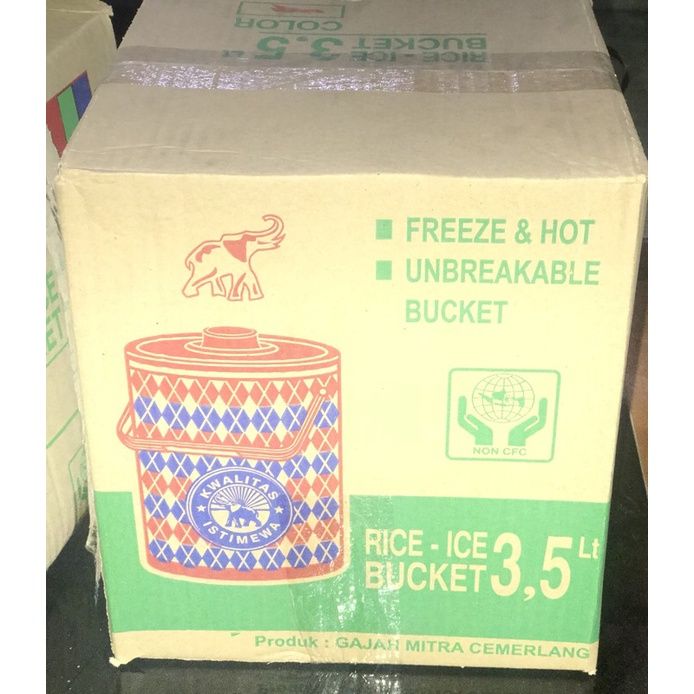 RICE - ICE
BUCKET 3,5 Lt
COLOR
FREEZE & HOT
UNBREAKABLE
BUCKET
NON CFC
KWALITAS
ISTIMEWA
RICE - ICE
BUCKET 3,5 Lt
Produk : GAJAH MITRA CEMERLANG